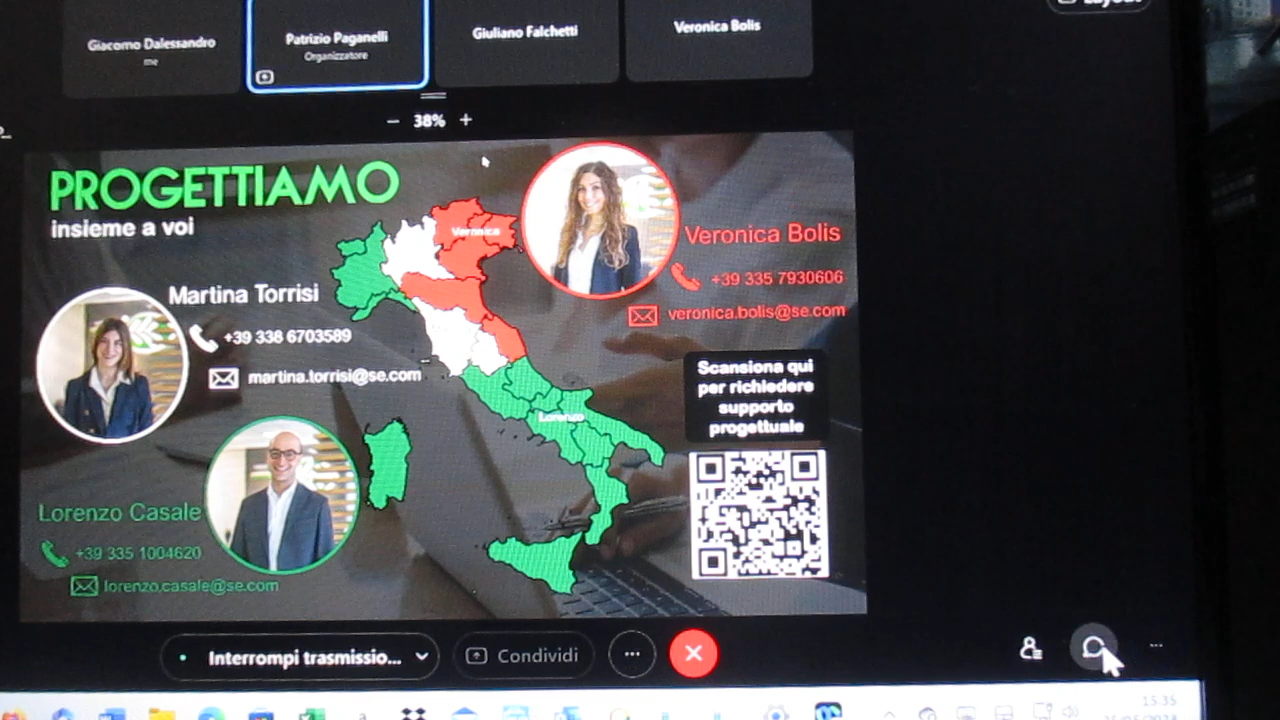 Giacomo Dalessandro
me
Patrizio Paganelli
Organizzatore
Giuliano Falchetti
Veronica Bolis
Layout
38%
PROGETTIAMO
insieme a voi
Veronica
Veronica Bolis
+39 335 7930606
veronica.bolis@se.com
Martina Torrisi
+39 338 6703589
martina.torrisi@se.com
Scansiona qui
per richiedere
supporto
progettuale
Lorenzo
Lorenzo Casale
+39 335 1004620
lorenzo.casale@se.com
Interrompi trasmissio...
Condividi
15:35